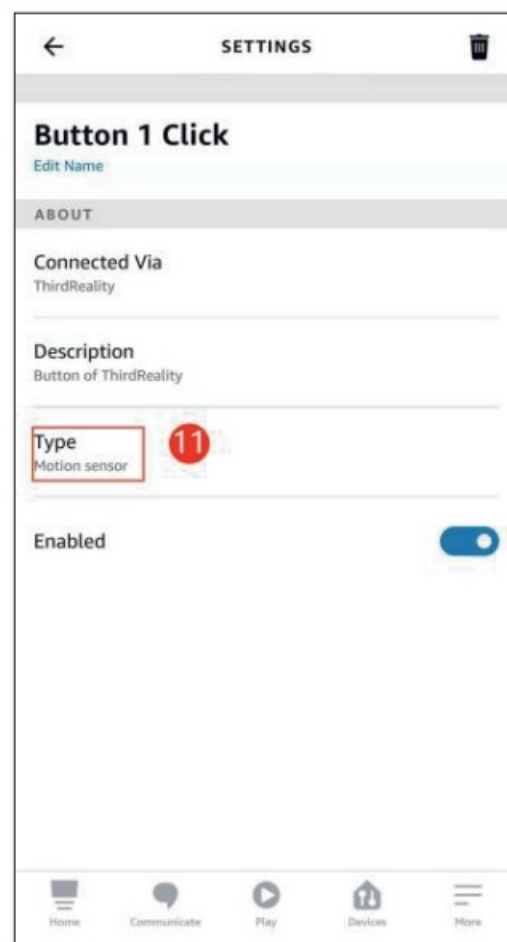 SETTINGS
Button 1 Click
Edit Name
ABOUT
Connected Via
ThirdReality
Description
Button of ThirdReality
Type
11
Motion sensor
Enabled
Home Communicate Play Devices More